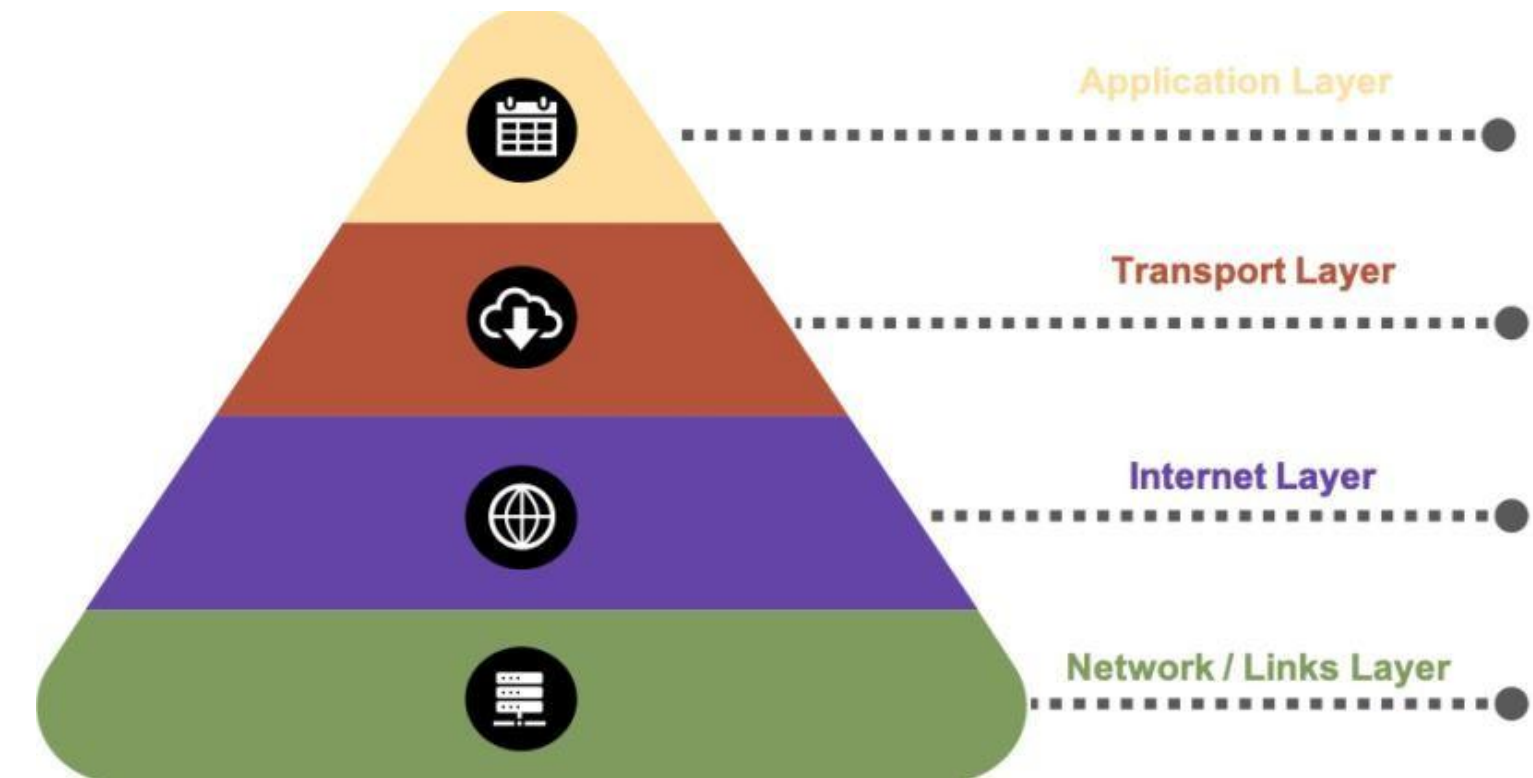 Application Layer
Transport Layer
Internet Layer
Network / Links Layer